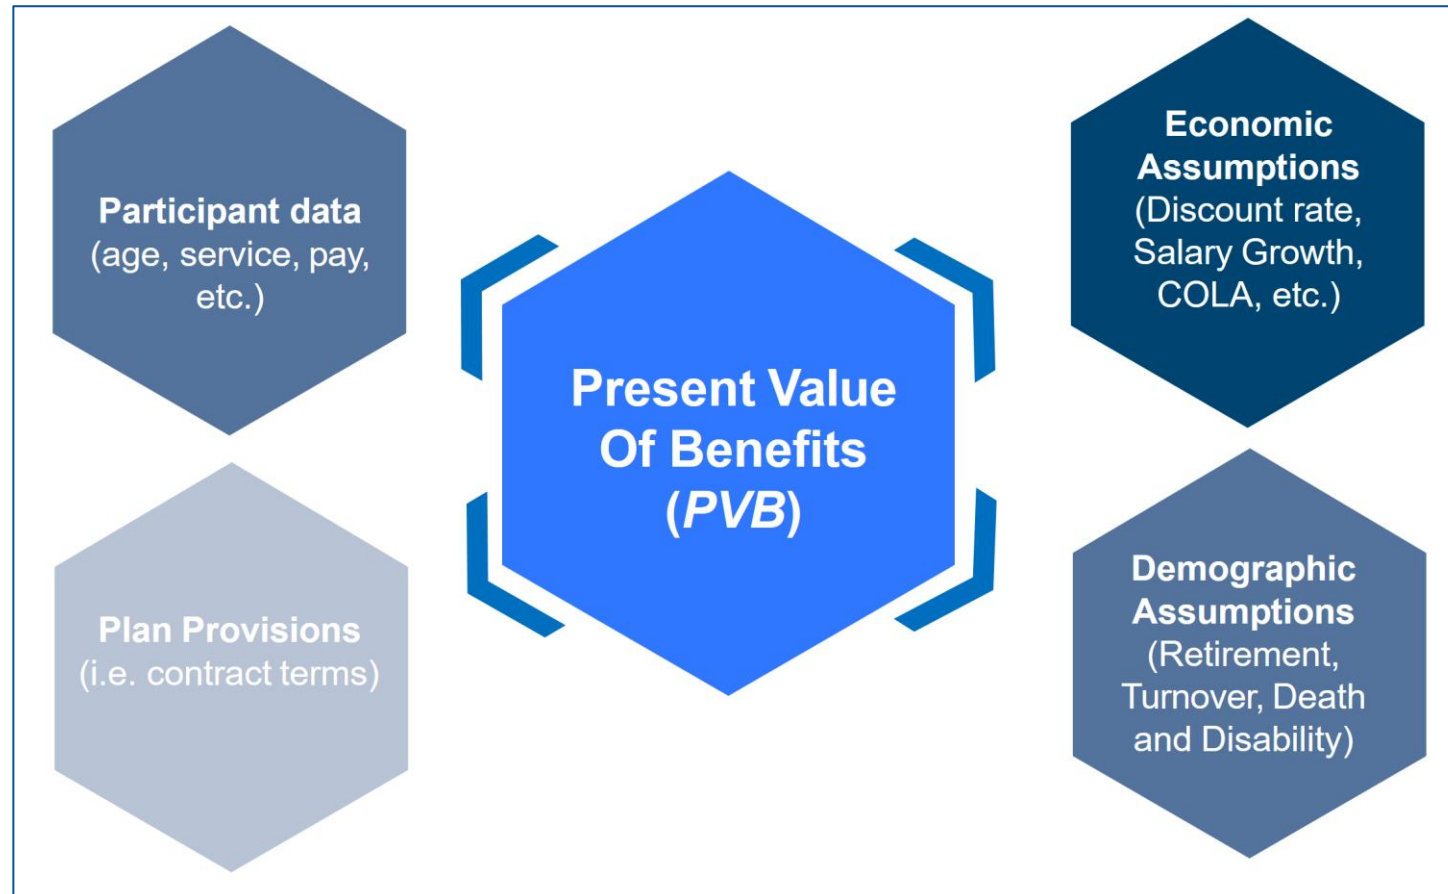 Participant data
(age, service, pay,
etc.)
Plan Provisions
(i.e. contract terms)
Present Value
Of Benefits
(PVB)
Economic
Assumptions
(Discount rate,
Salary Growth,
COLA, etc.)
Demographic
Assumptions
(Retirement,
Turnover, Death
and Disability)